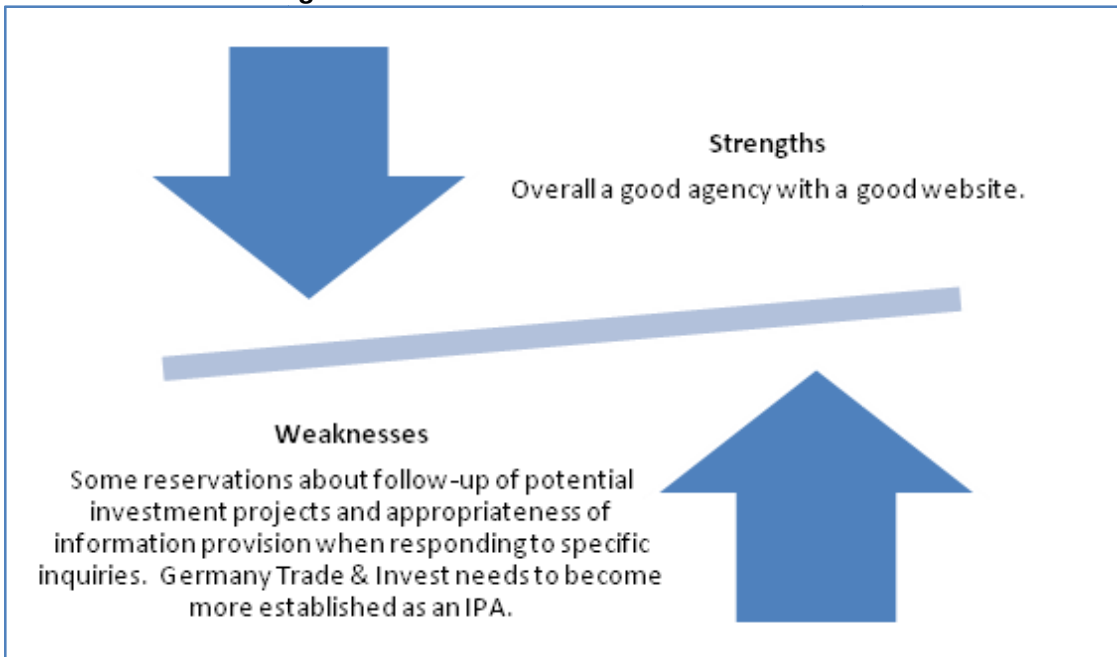 Strengths
Overall a good agency with a good website.
Weaknesses
Some reservations about follow-up of potential
investment projects and appropriateness of
information provision when responding to specific
inquiries. Germany Trade & Invest needs to become
more established as an IPA.